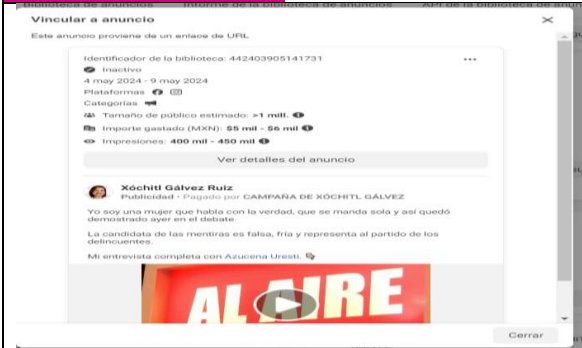 Biblioteca de anuncios Informe de la biblioteca de anuncios API de la biblioteca de
Vincular a anuncio
Este anuncio proviene de un enlace de URL
Identificador de la biblioteca: 442403905141731
Inactivo
4 may 2024 - 9 may 2024
Plataformas
Categorías
Tamaño de público estimado: >1 mill.
Importe gastado (MXN): $5 mil - $6 mil
Impresiones: 400 mil - 450 mil
Ver detalles del anuncio
Xóchitl Gálvez Ruiz
Publicidad • Pagado por CAMPAÑA DE XÓCHITL GÁLVEZ
Yo soy una mujer que habla con la verdad, que se manda sola y así quedó
demostrado ayer en el debate.
La candidata de las mentiras es falsa, fría y representa al partido de los
delincuentes.
Mi entrevista completa con Azucena Uresti.
AL AIRE
Cerrar